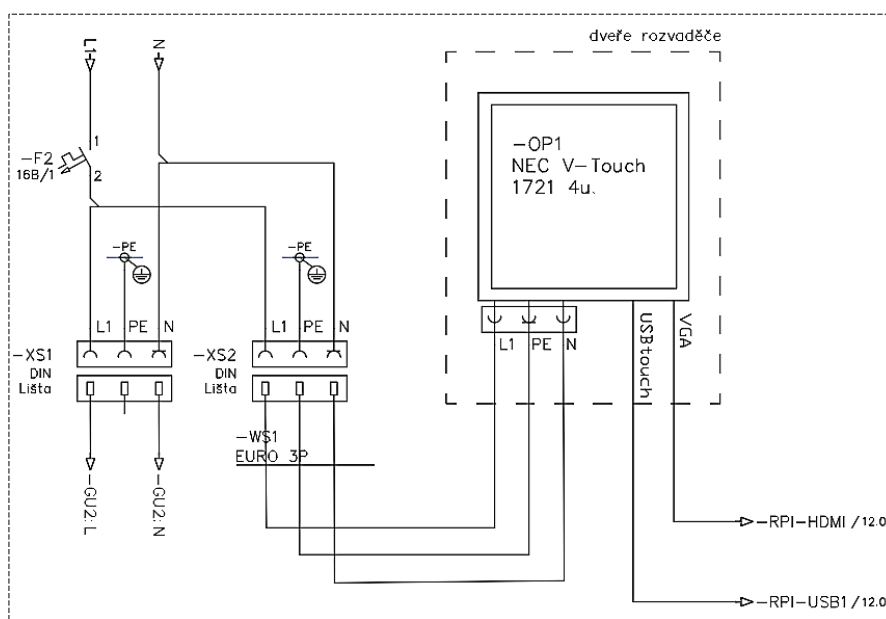 dveře rozvaděče
L1
N
-OP1
NEC V-Touch
1721 4u.
-F2
16B/1
1
2
-PE
-PE
L1 PE N
L1 PE N
-XS1
DIN
Lišta
-XS2
DIN
Lišta
L1 PE N
USBtouch
VGA
-WS1
EURO 3P
-GU2:L
-GU2:N
-RPI-HDMI /12.0
-RPI-USB1 /12.0